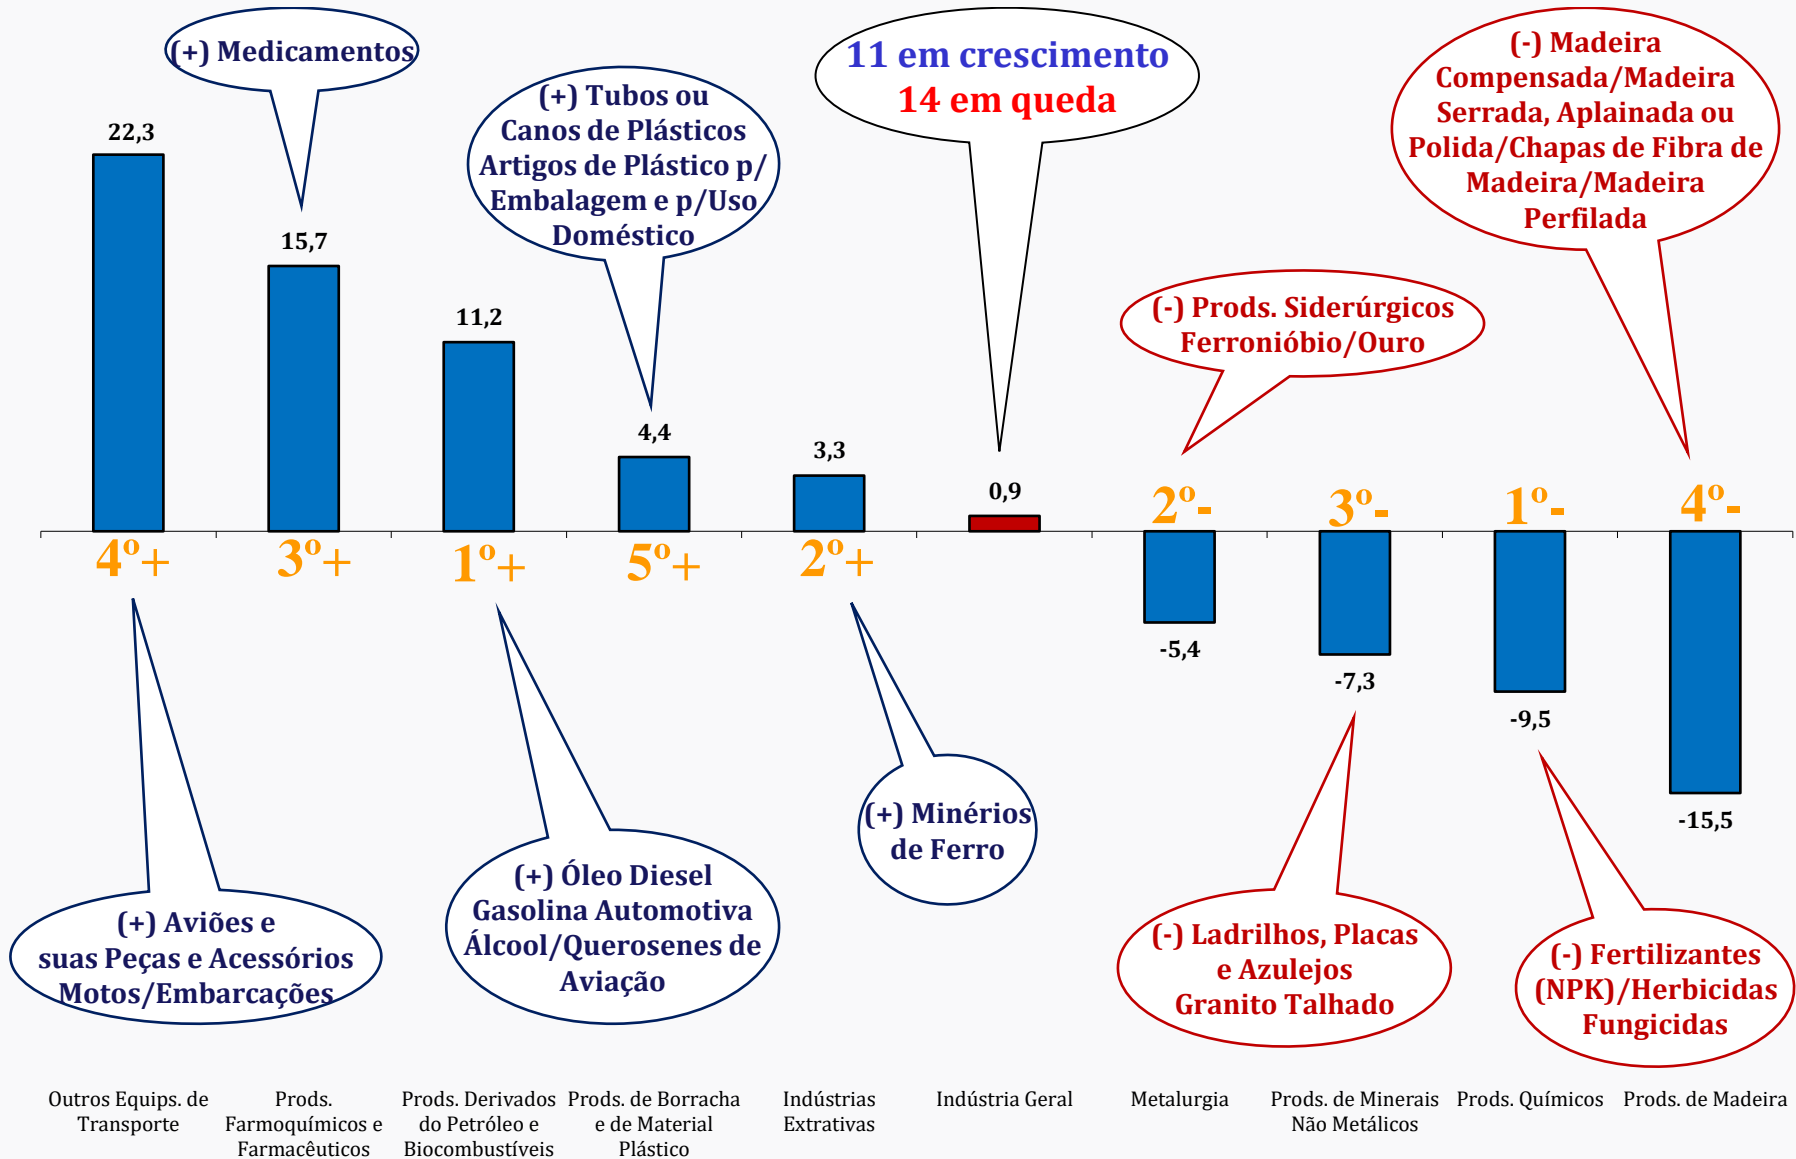 (+) Medicamentos
(+) Tubos ou
Canos de Plásticos
Artigos de Plástico p/
Embalagem e p/Uso
Doméstico
11 em crescimento
14 em queda
(-) Madeira
Compensada/Madeira
Serrada, Aplainada ou
Polida/Chapas de Fibra de
Madeira/Madeira
Perfilada
(-) Prods. Siderúrgicos
Ferronióbio/Ouro
22,3
15,7
11,2
4,4
3,3
0,9
2º-
3º-
1º-
4º-
4º+
3º+
1º+
5º+
2º+
-5,4
-7,3
-9,5
-15,5
(+) Aviões e
suas Peças e Acessórios
Motos/Embarcações
(+) Óleo Diesel
Gasolina Automotiva
Álcool/Querosenes de
Aviação
(+) Minérios
de Ferro
(-) Ladrilhos, Placas
e Azulejos
Granito Talhado
(-) Fertilizantes
(NPK)/Herbicidas
Fungicidas
Outros Equips. de
Transporte
Prods.
Farmoquímicos e
Farmacêuticos
Prods. Derivados
do Petróleo e
Biocombustíveis
Prods. de Borracha
e de Material
Plástico
Indústrias
Extrativas
Indústria Geral
Metalurgia
Prods. de Minerais
Não Metálicos
Prods. Químicos
Prods. de Madeira